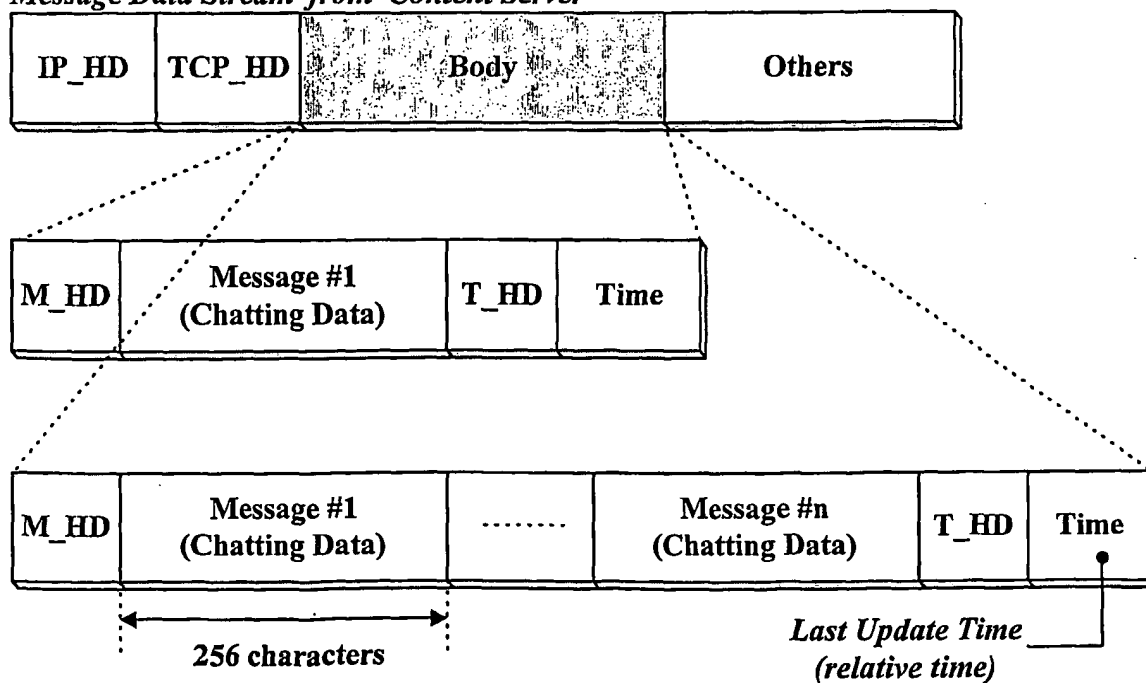 Message Data Stream from Content Server
IP_HD TCP_HD Body Others
M_HD Message #1 (Chatting Data) T_HD Time
M_HD Message #1 (Chatting Data) ......... Message #n (Chatting Data) T_HD Time
256 characters
Last Update Time
(relative time)